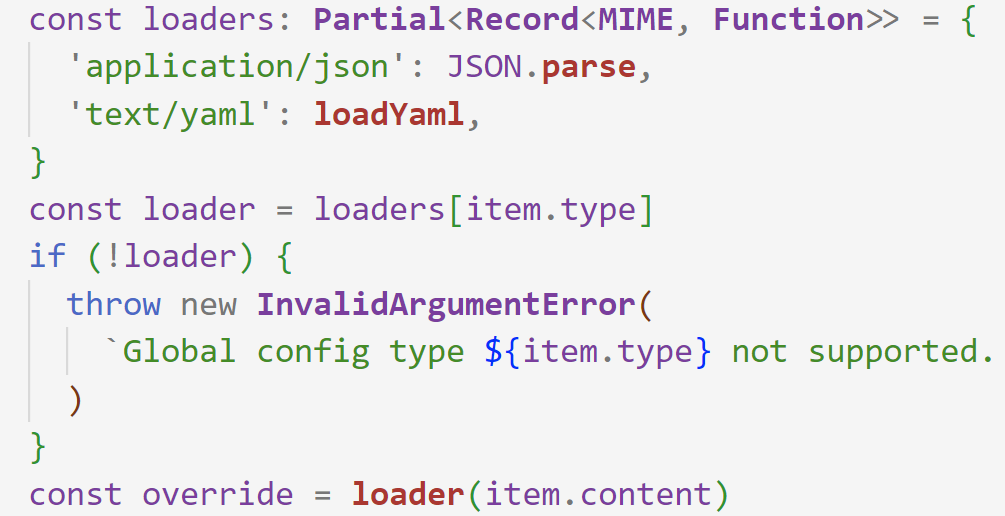 const loaders: Partial<Record<MIME, Function>> = {
'application/json': JSON.parse,
'text/yaml': loadYaml,
}
const loader = loaders[item.type]
if (!loader) {
throw new InvalidArgumentError(
`Global config type ${item.type} not supported.
)
}
const override = loader(item.content)